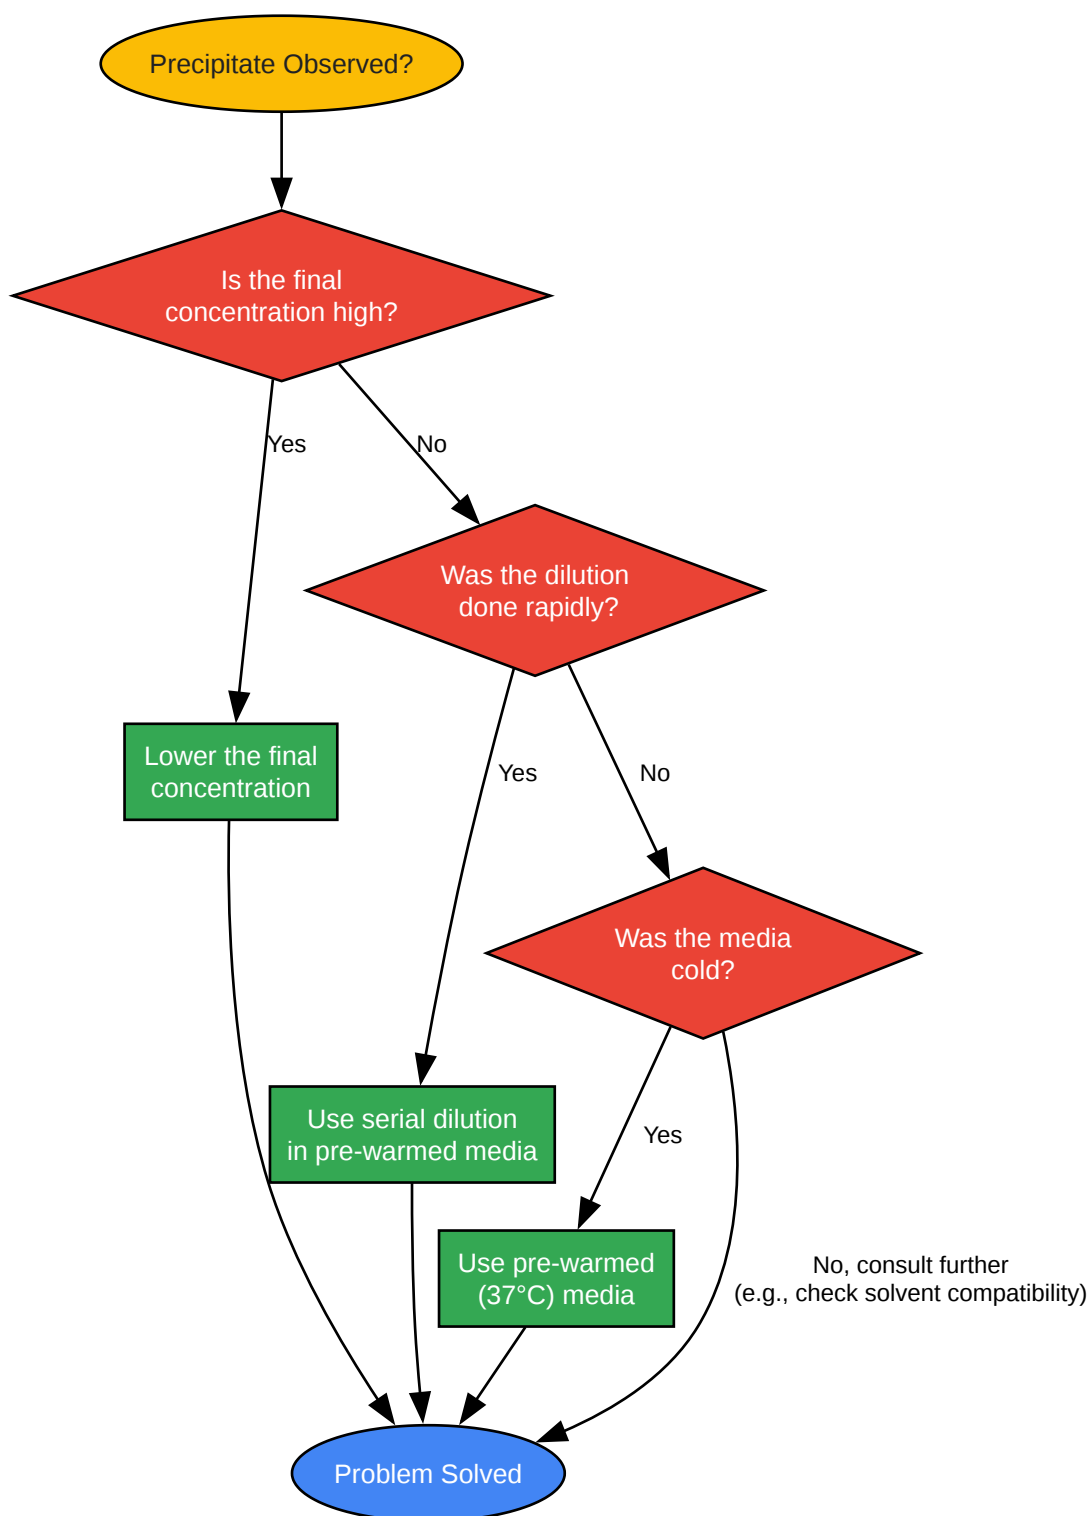 Precipitate Observed?
Is the final
concentration high?
Yes
No
Was the dilution
done rapidly?
Lower the final
concentration
Yes
No
Was the media
cold?
Use serial dilution
in pre-warmed media
Yes
Use pre-warmed
(37°C) media
No, consult further
(e.g., check solvent compatibility)
Problem Solved